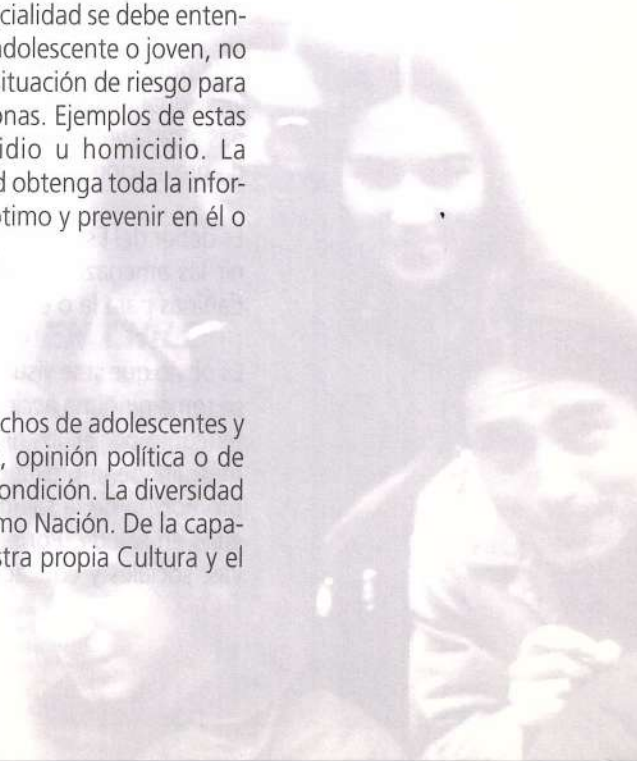 cialidad se debe enten-
adolescente o joven, no
situación de riesgo para
onas. Ejemplos de estas
idio u homicidio. La
d obtenga toda la infor-
ptimo y prevenir en él o
chos de adolescentes y
, opinión política o de
ondición. La diversidad
mo Nación. De la capa-
stra propia Cultura y el